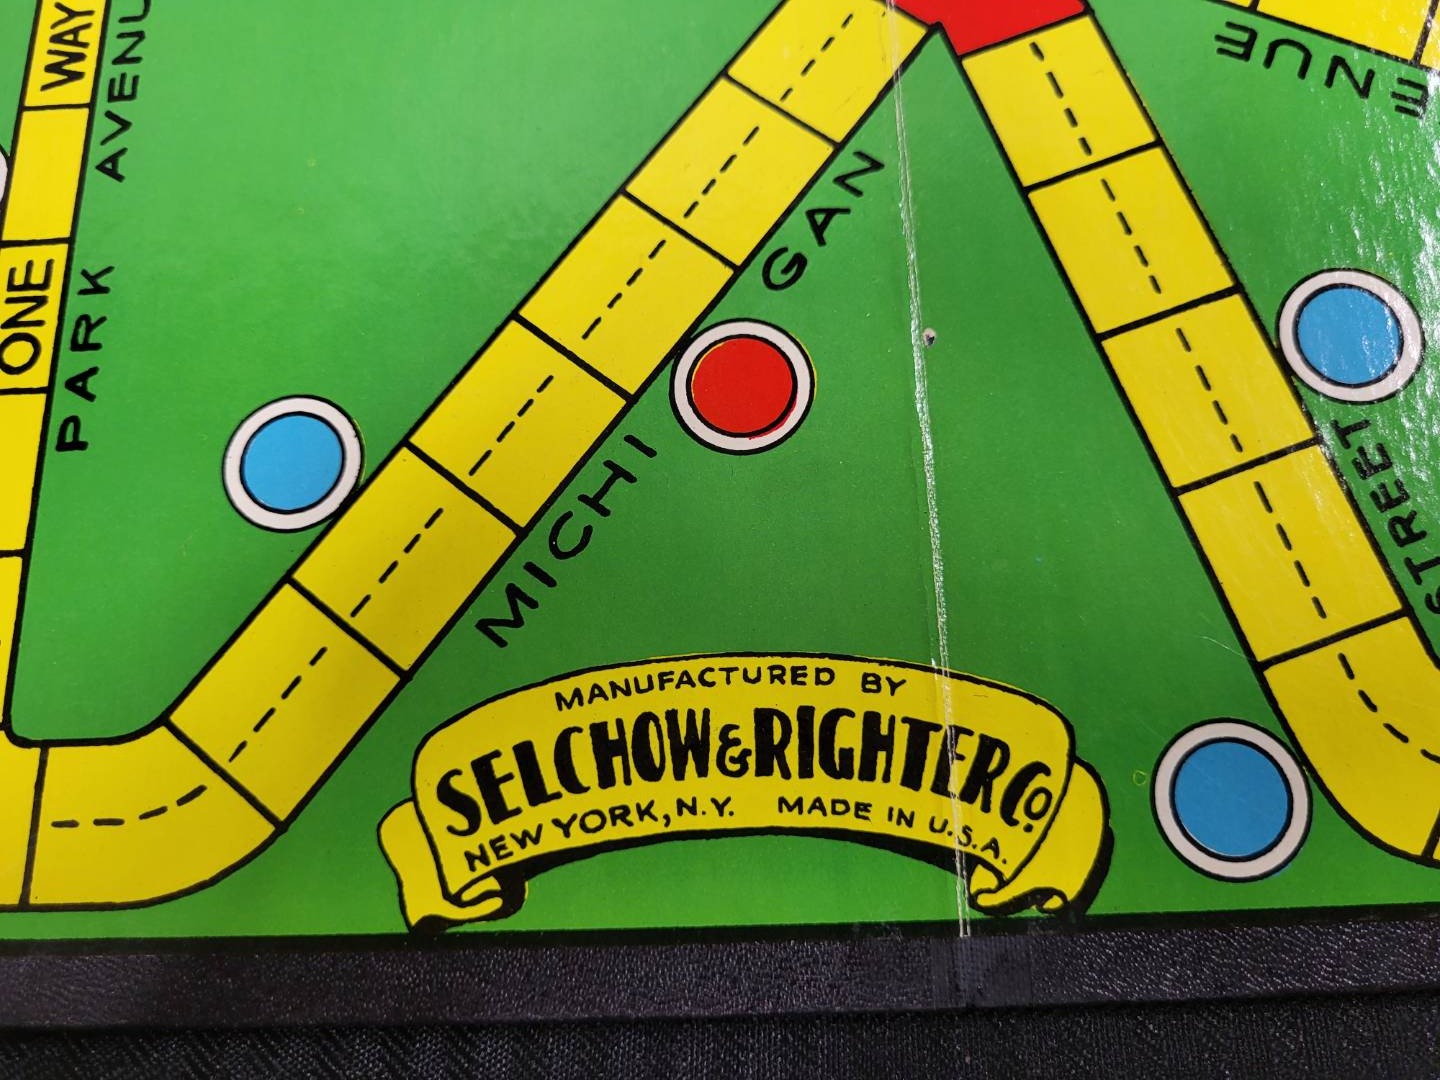 WAY
ONE
PARK AVENU
MICHI GAN
ENUE
STREET
MANUFACTURED BY
SELCHOW & RIGHTER Co.
NEW YORK, N.Y. MADE IN U.S.A.